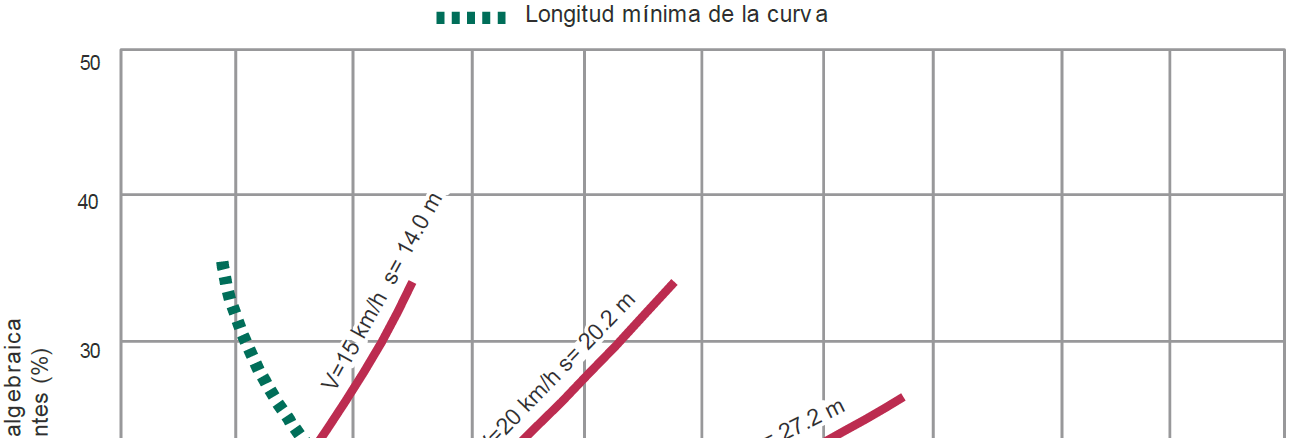 Longitud mínima de la curva
50
40
30
algebraica
ntes (%)
V=15 km/h s= 14.0 m
=20 km/h s= 20.2 m
= 27.2 m